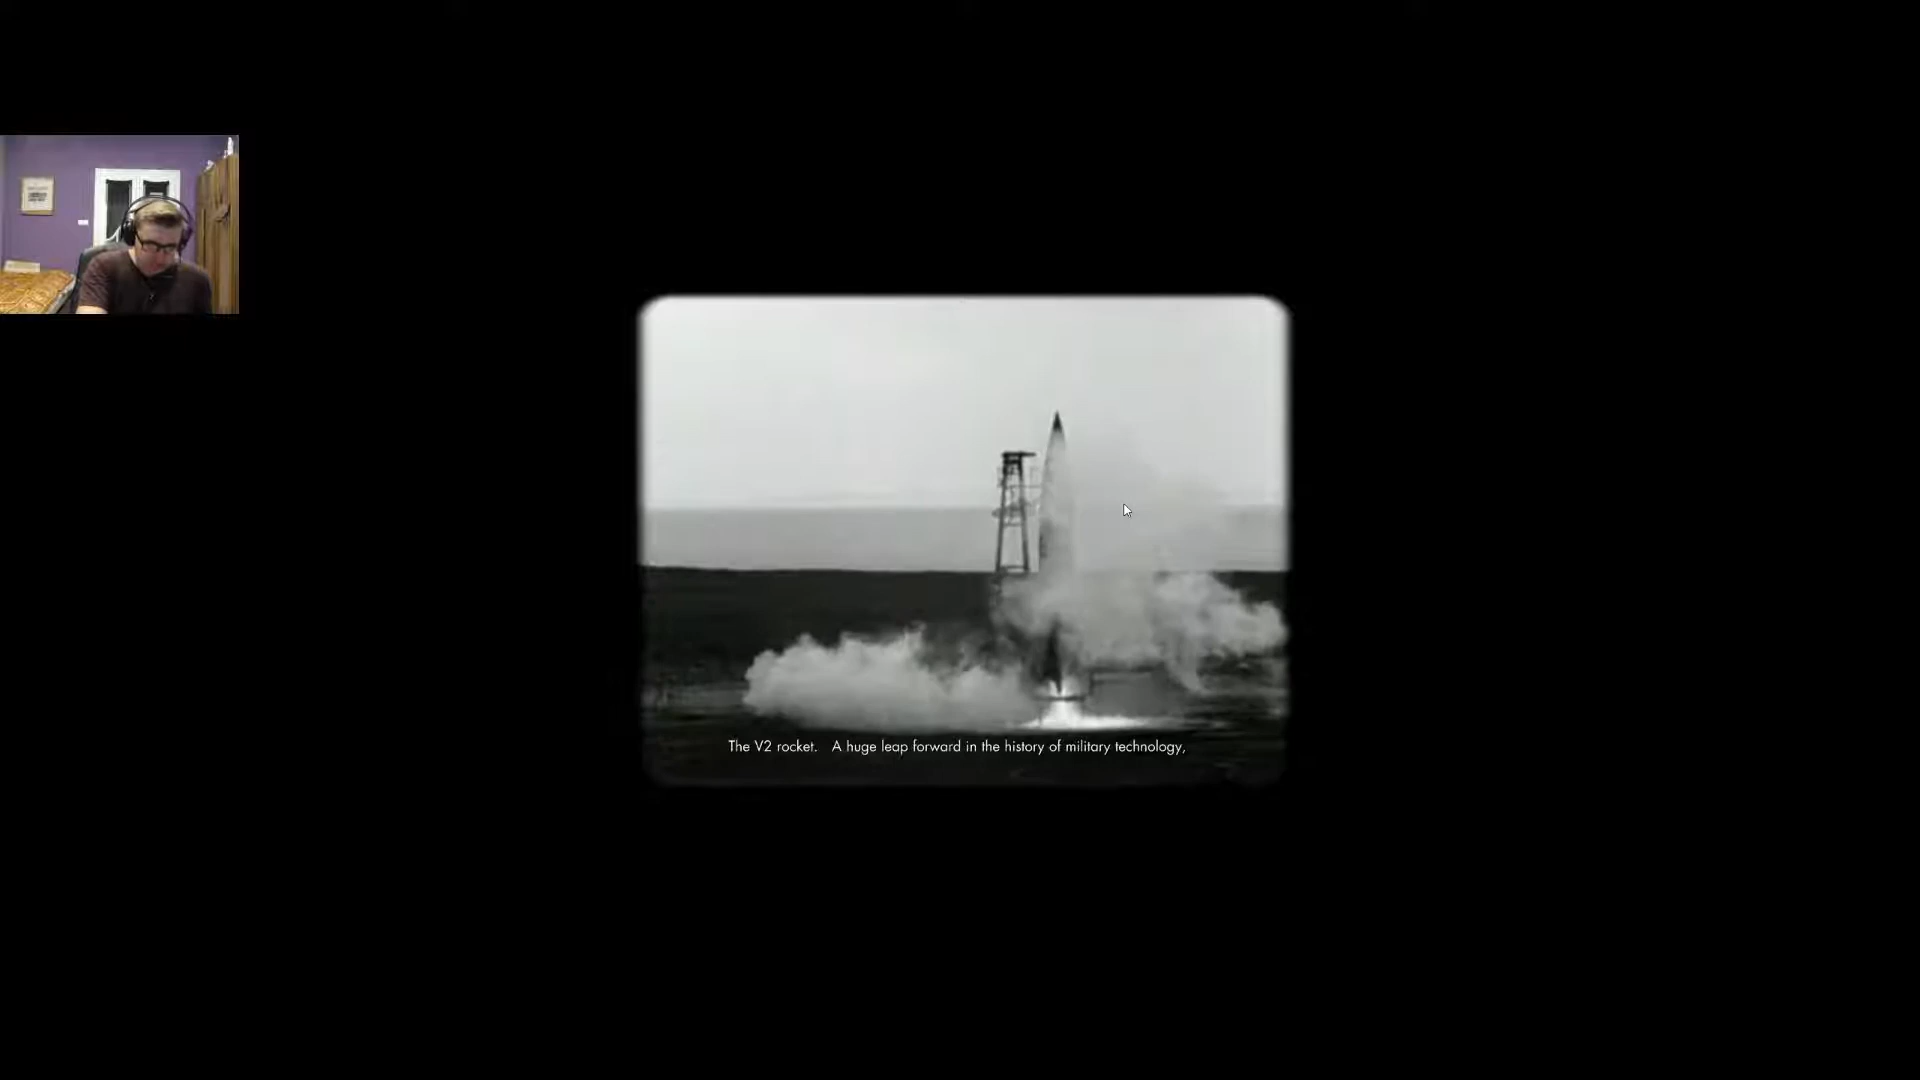 The V2 rocket. A huge leap forward in the history of military technology,